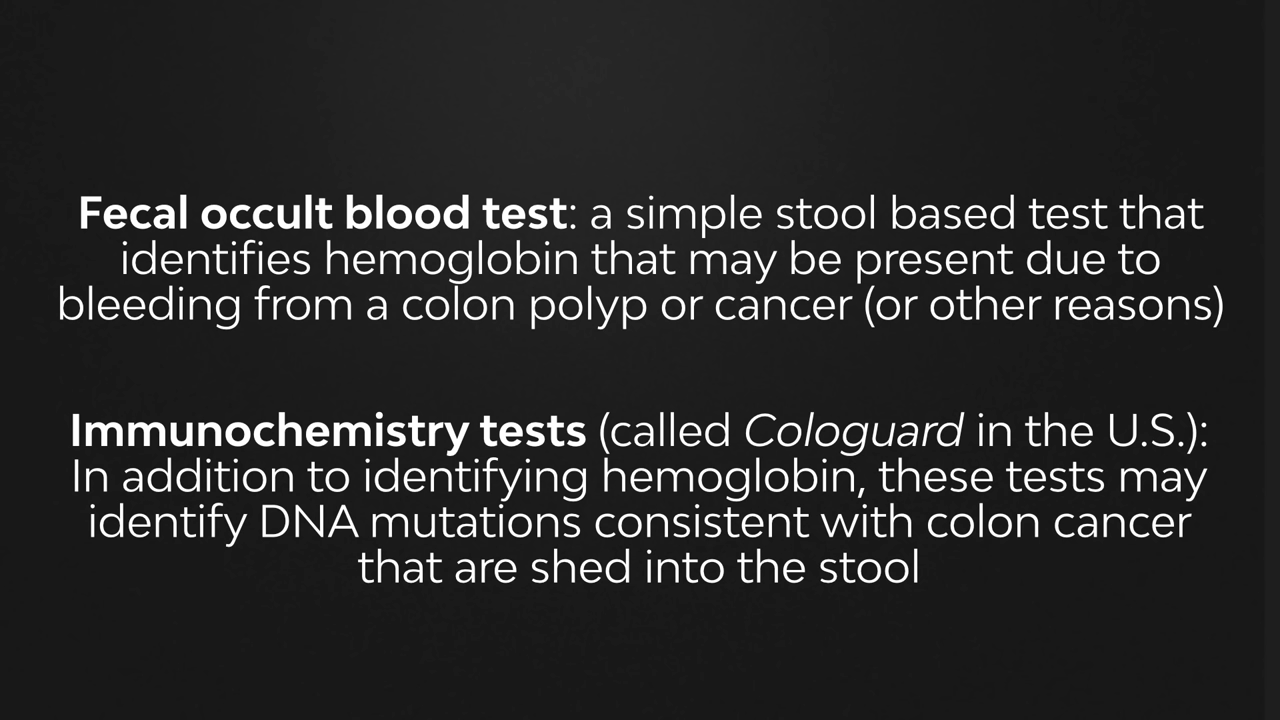 Fecal occult blood test: a simple stool based test that
identifies hemoglobin that may be present due to
bleeding from a colon polyp or cancer (or other reasons)
Immunochemistry tests (called Cologuard in the U.S.):
In addition to identifying hemoglobin, these tests may
identify DNA mutations consistent with colon cancer
that are shed into the stool